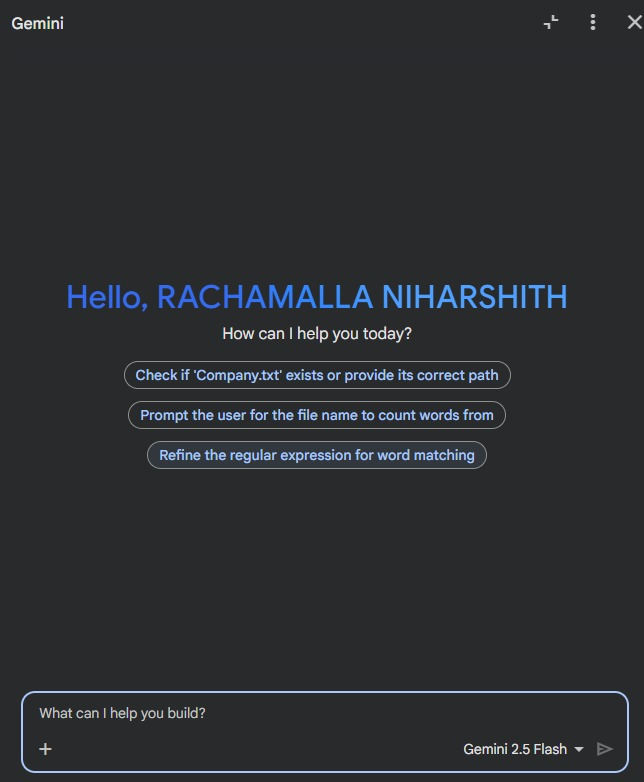 Gemini
Hello, RACHAMALLA NIHARSHITH
How can I help you today?
Check if 'Company.txt' exists or provide its correct path
Prompt the user for the file name to count words from
Refine the regular expression for word matching
What can I help you build?
Gemini 2.5 Flash